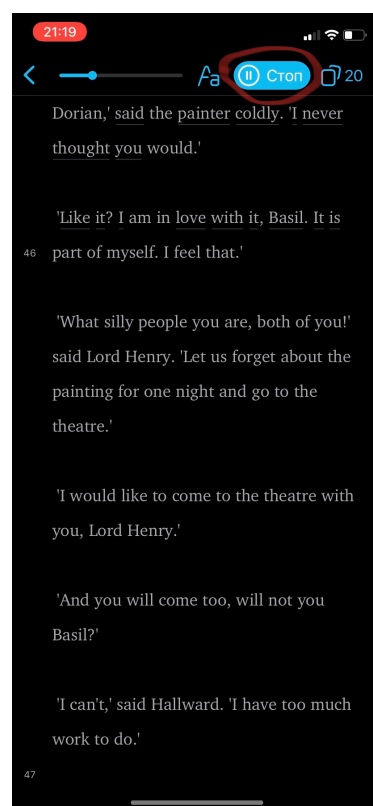 21:19
Aa Стоп 20
Dorian,' said the painter coldly. 'I never
thought you would.'
'Like it? I am in love with it, Basil. It is
46 part of myself. I feel that.'
'What silly people you are, both of you!'
said Lord Henry. 'Let us forget about the
painting for one night and go to the
theatre.'
'I would like to come to the theatre with
you, Lord Henry.'
'And you will come too, will not you
Basil?'
'I can't,' said Hallward. 'I have too much
work to do.'
47